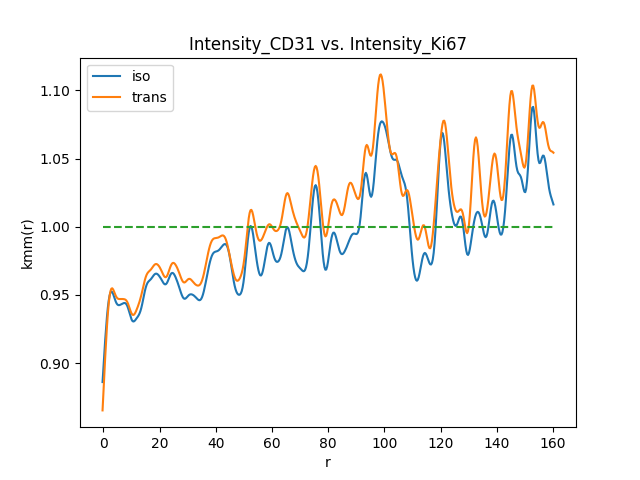 Intensity_CD31 vs. Intensity_Ki67
iso
trans
kmm(r)
1.10
1.05
1.00
0.95
0.90
0 20 40 60 80 100 120 140 160
r